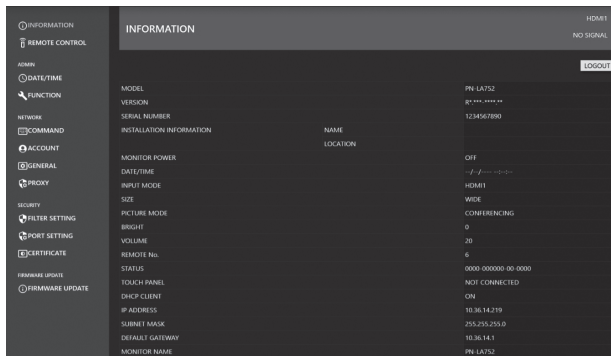 INFORMATION
REMOTE CONTROL
ADMIN
DATE/TIME
FUNCTION
NETWORK
COMMAND
ACCOUNT
GENERAL
PROXY
SECURITY
FILTER SETTING
PORT SETTING
CERTIFICATE
FIRMWARE UPDATE
FIRMWARE UPDATE
INFORMATION
HDMI1
NO SIGNAL
LOGOUT
MODEL PN-LA752
VERSION R*.***-****.**
SERIAL NUMBER 1234567890
INSTALLATION INFORMATION NAME
LOCATION
MONITOR POWER OFF
DATE/TIME --/--/---- --:--:--
INPUT MODE HDMI1
SIZE WIDE
PICTURE MODE CONFERENCING
BRIGHT 0
VOLUME 20
REMOTE No. 6
STATUS 0000-000000-00-0000
TOUCH PANEL NOT CONNECTED
DHCP CLIENT ON
IP ADDRESS 10.36.14.219
SUBNET MASK 255.255.255.0
DEFAULT GATEWAY 10.36.14.1
MONITOR NAME PN-LA752